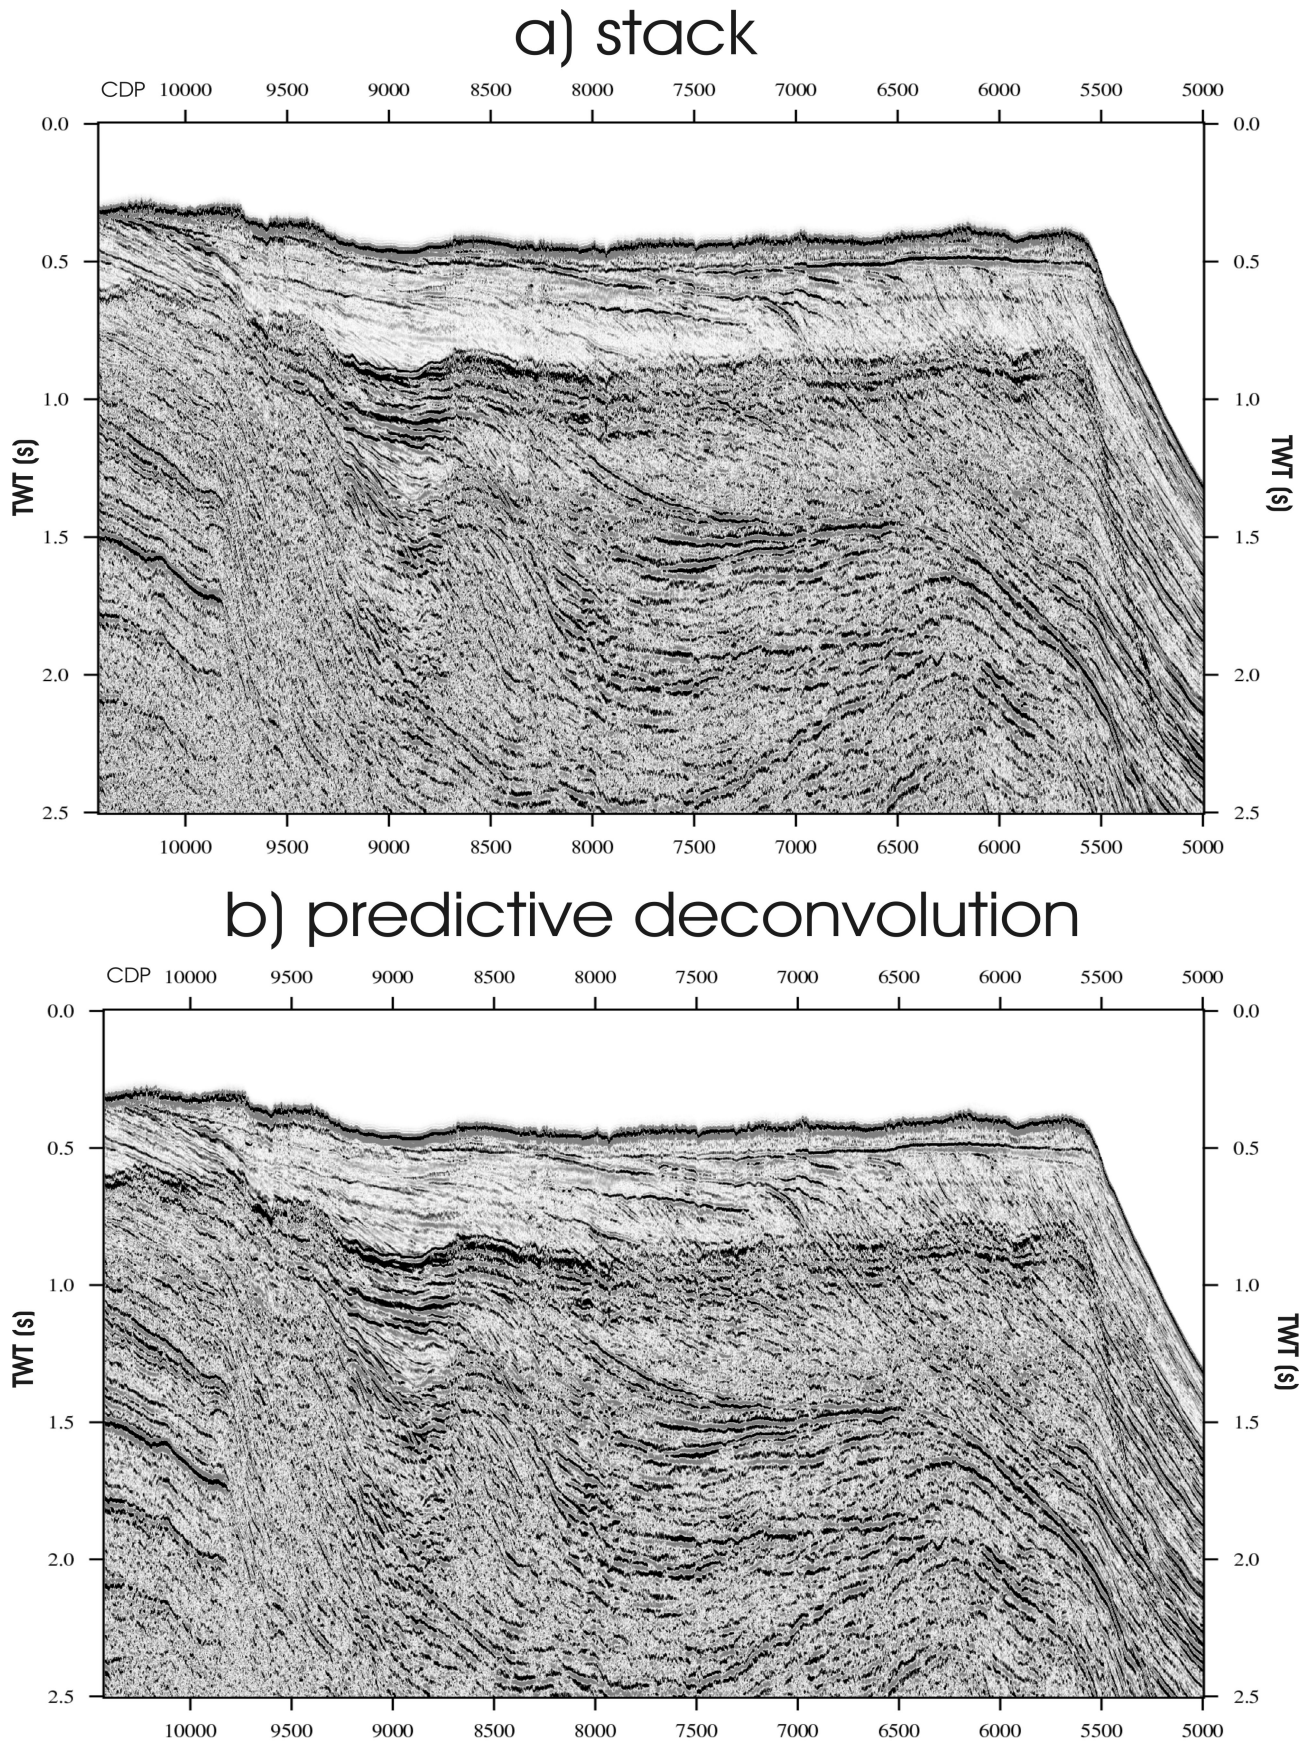 a) stack
CDP 10000 9500 9000 8500 8000 7500 7000 6500 6000 5500 5000
0.0 0.0
0.5 0.5
1.0 1.0
TWT (s) TWT (s)
1.5 1.5
2.0 2.0
2.5 2.5
10000 9500 9000 8500 8000 7500 7000 6500 6000 5500 5000
b) predictive deconvolution
CDP 10000 9500 9000 8500 8000 7500 7000 6500 6000 5500 5000
0.0 0.0
0.5 0.5
1.0 1.0
TWT (s) TWT (s)
1.5 1.5
2.0 2.0
2.5 2.5
10000 9500 9000 8500 8000 7500 7000 6500 6000 5500 5000